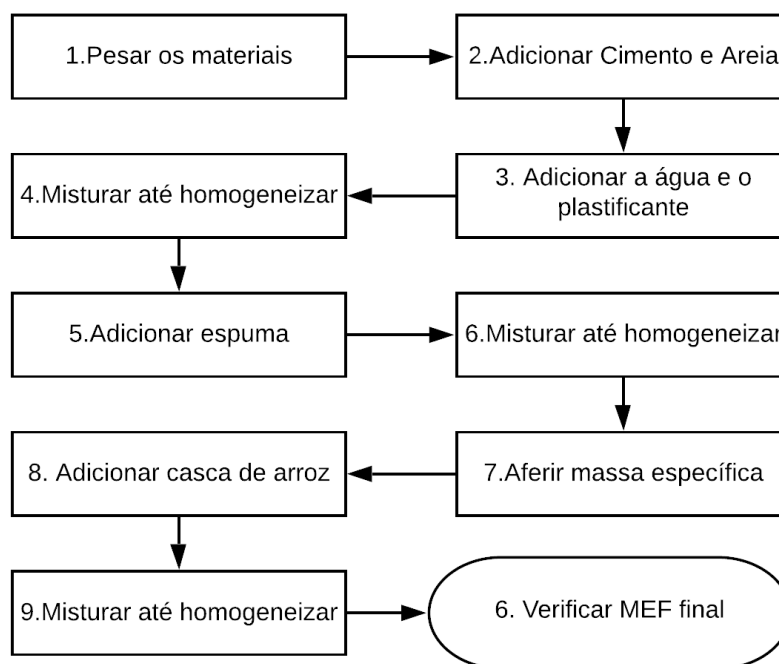 1.Pesar os materiais
2.Adicionar Cimento e Areia
3. Adicionar a água e o
plastificante
4.Misturar até homogeneizar
5.Adicionar espuma
6.Misturar até homogeneizar
7.Aferir massa específica
8. Adicionar casca de arroz
9.Misturar até homogeneizar
6. Verificar MEF final